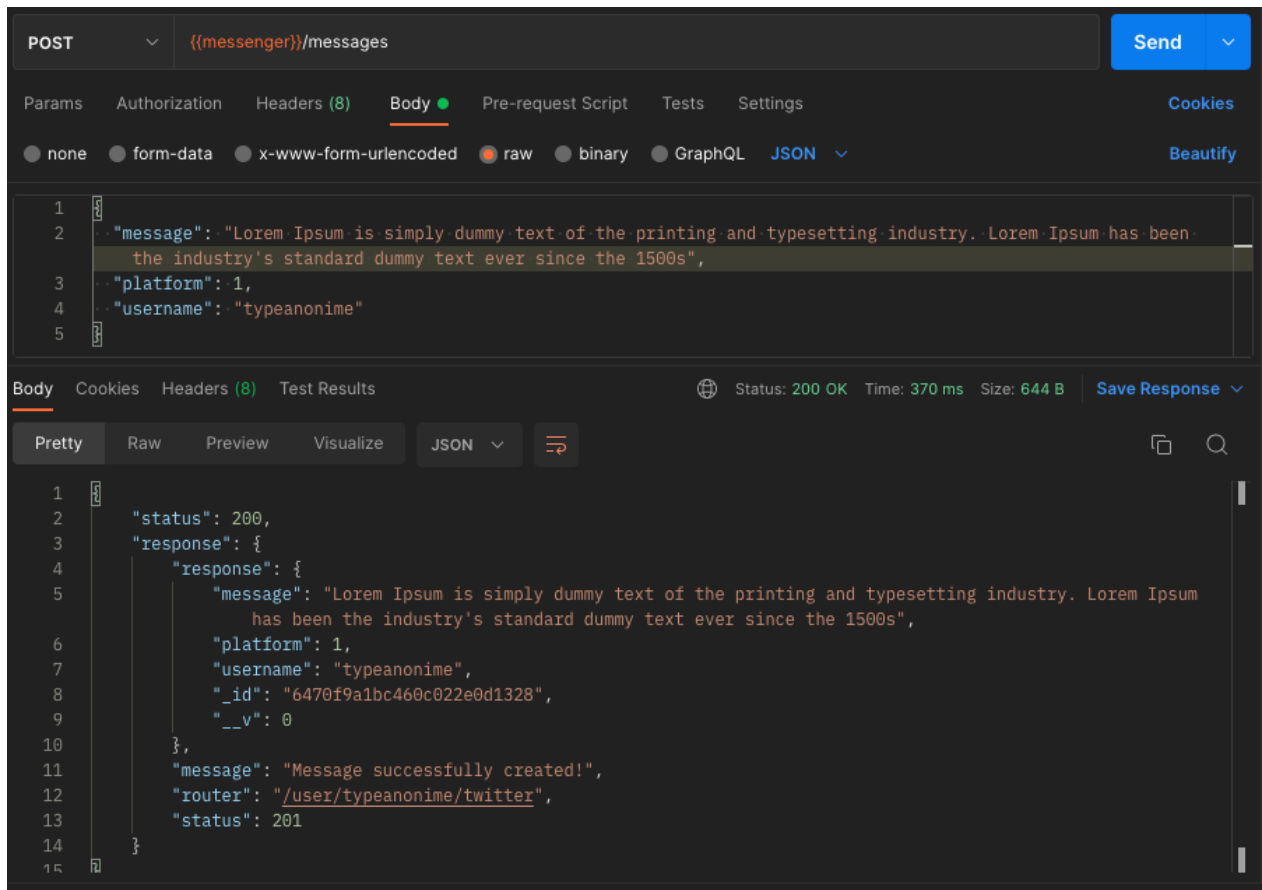 POST {{messenger}}/messages Send
Params Authorization Headers (8) Body Pre-request Script Tests Settings Cookies
none form-data x-www-form-urlencoded raw binary GraphQL JSON Beautify
1 {
2 "message": "Lorem Ipsum is simply dummy text of the printing and typesetting industry. Lorem Ipsum has been
the industry's standard dummy text ever since the 1500s",
3 "platform": 1,
4 "username": "typeanonime"
5 }
Body Cookies Headers (8) Test Results Status: 200 OK Time: 370 ms Size: 644 B Save Response
Pretty Raw Preview Visualize JSON
1 {
2 "status": 200,
3 "response": {
4 "response": {
5 "message": "Lorem Ipsum is simply dummy text of the printing and typesetting industry. Lorem Ipsum
has been the industry's standard dummy text ever since the 1500s",
6 "platform": 1,
7 "username": "typeanonime",
8 "_id": "6470f9a1bc460c022e0d1328",
9 "__v": 0
10 },
11 "message": "Message successfully created!",
12 "router": "/user/typeanonime/twitter",
13 "status": 201
14 }
15 }